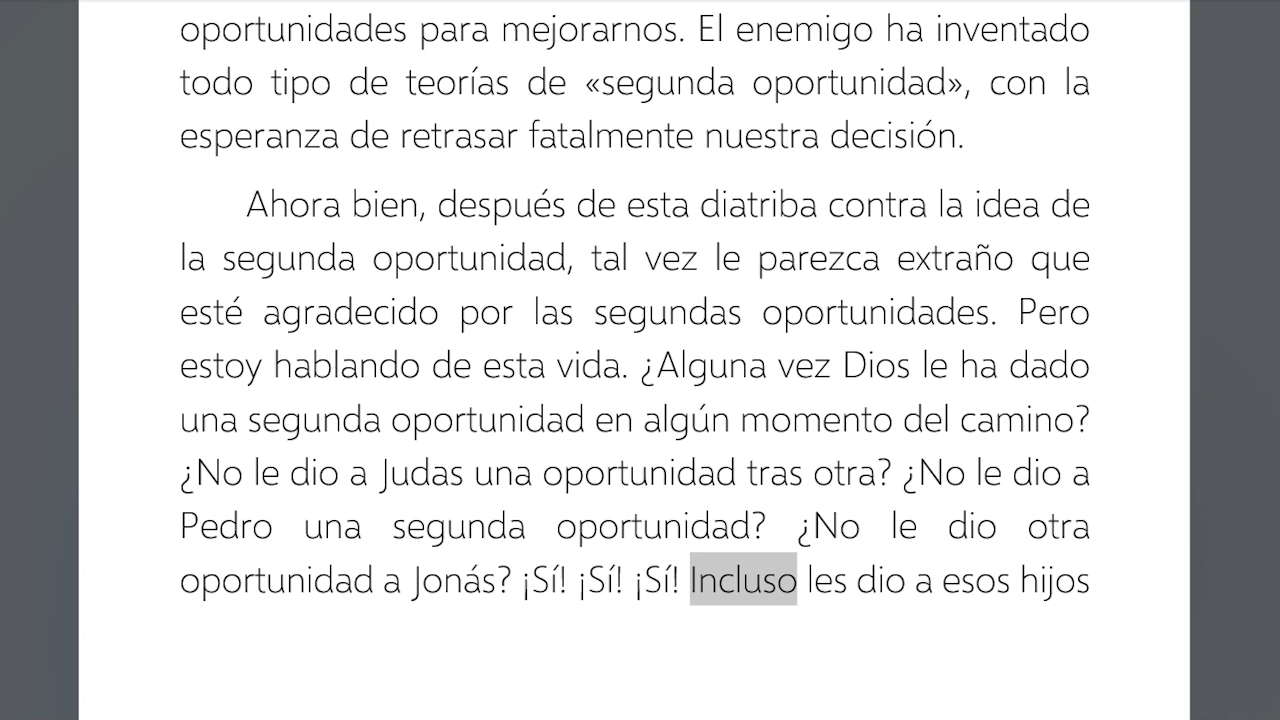 oportunidades para mejorarnos. El enemigo ha inventado
todo tipo de teorías de «segunda oportunidad», con la
esperanza de retrasar fatalmente nuestra decisión.
Ahora bien, después de esta diatriba contra la idea de
la segunda oportunidad, tal vez le parezca extraño que
esté agradecido por las segundas oportunidades. Pero
estoy hablando de esta vida. ¿Alguna vez Dios le ha dado
una segunda oportunidad en algún momento del camino?
¿No le dio a Judas una oportunidad tras otra? ¿No le dio a
Pedro una segunda oportunidad? ¿No le dio otra
oportunidad a Jonás? ¡Sí! ¡Sí! ¡Sí! Incluso les dio a esos hijos